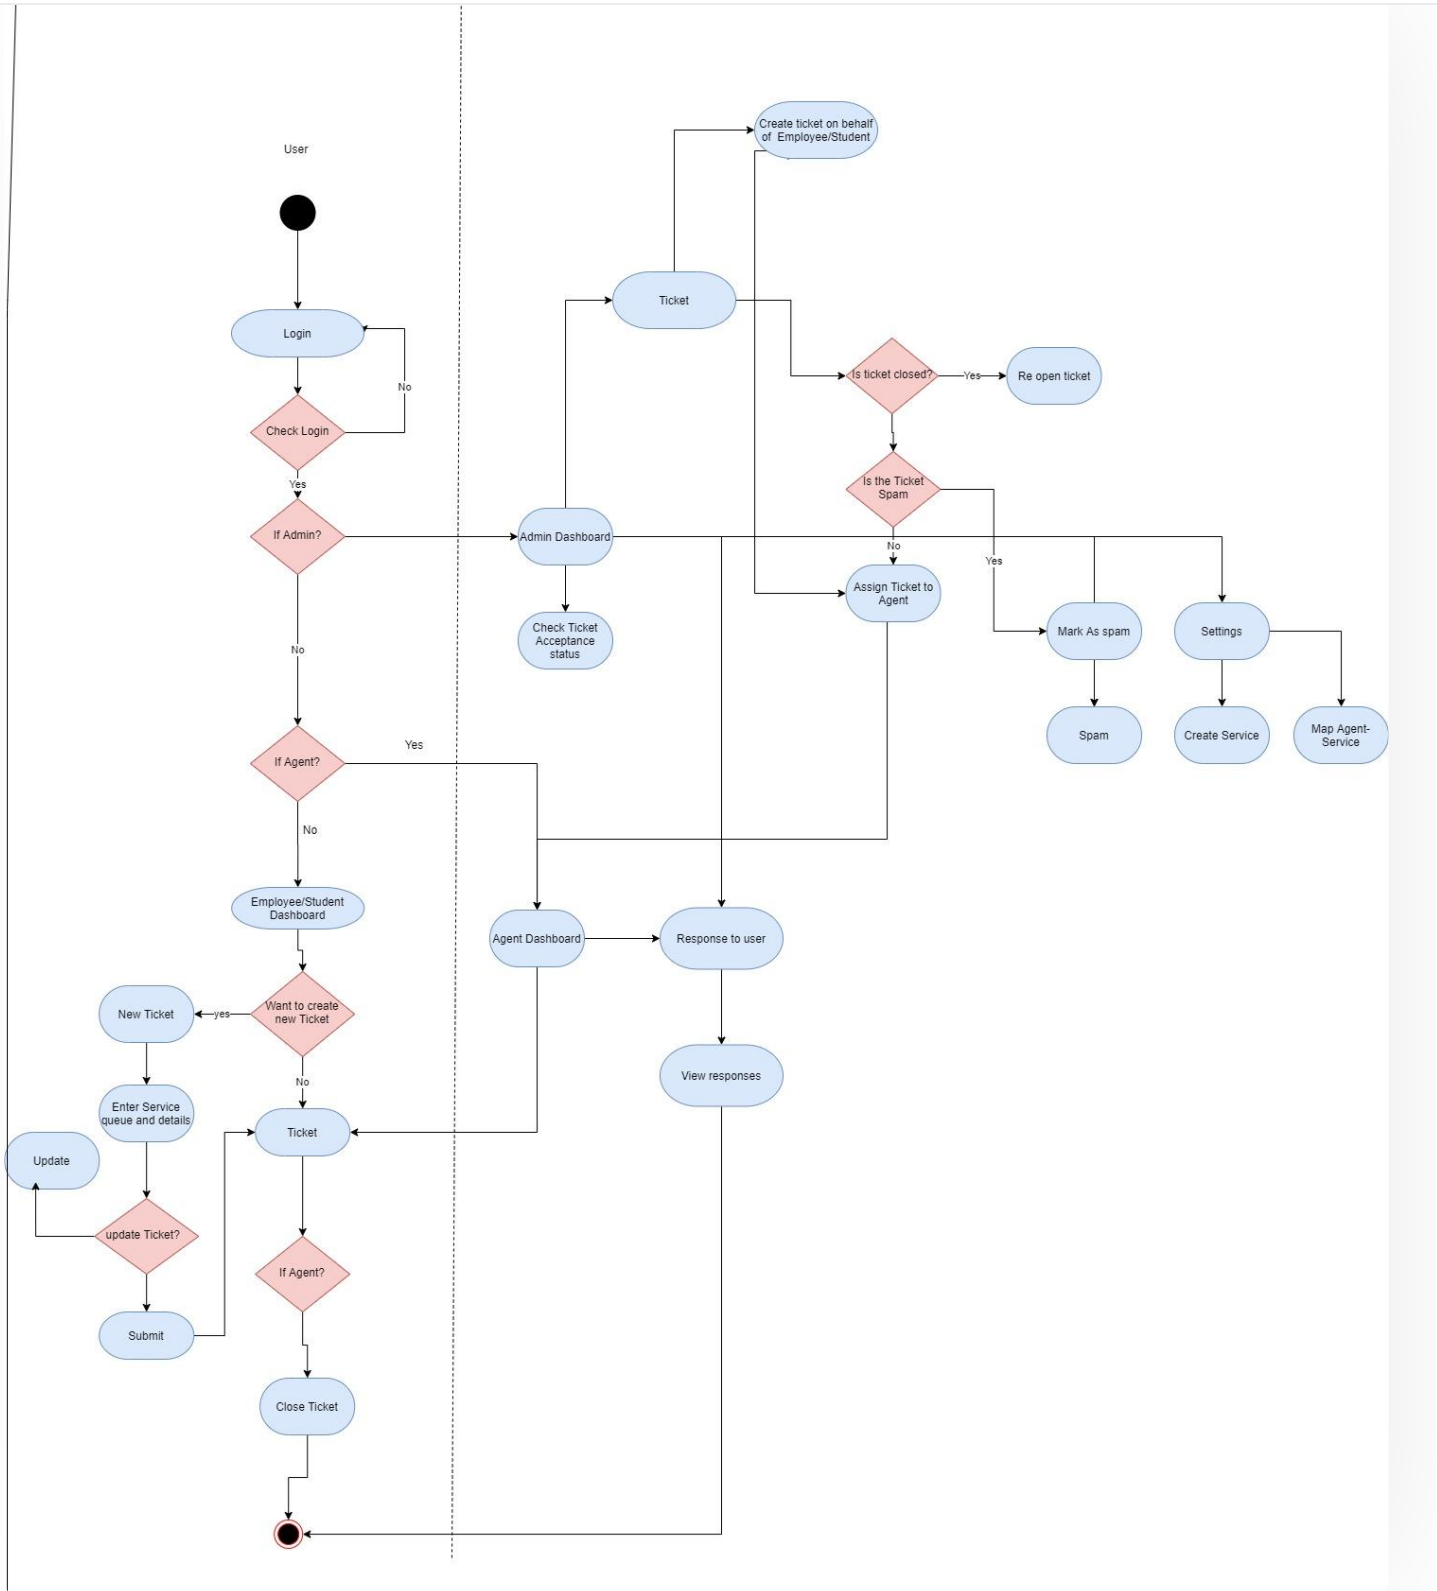 Create ticket on behalf
of Employee/Student
User
Ticket
Login
Is ticket closed?
Yes
Re open ticket
No
Check Login
Yes
Is the Ticket
Spam
If Admin?
Admin Dashboard
No
Yes
Assign Ticket to
Agent
Check Ticket
Acceptance
status
Mark As spam
Settings
No
Spam
Create Service
Map Agent-
Service
Yes
If Agent?
No
Employee/Student
Dashboard
Agent Dashboard
Response to user
New Ticket
yes
Want to create
new Ticket
View responses
No
Enter Service
queue and details
Ticket
Update
update Ticket?
If Agent?
Submit
Close Ticket